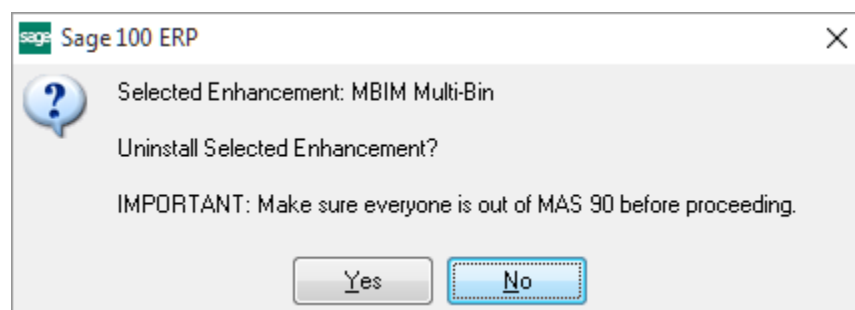 sage Sage 100 ERP
Selected Enhancement: MBIM Multi-Bin
Uninstall Selected Enhancement?
IMPORTANT: Make sure everyone is out of MAS 90 before proceeding.
Yes No